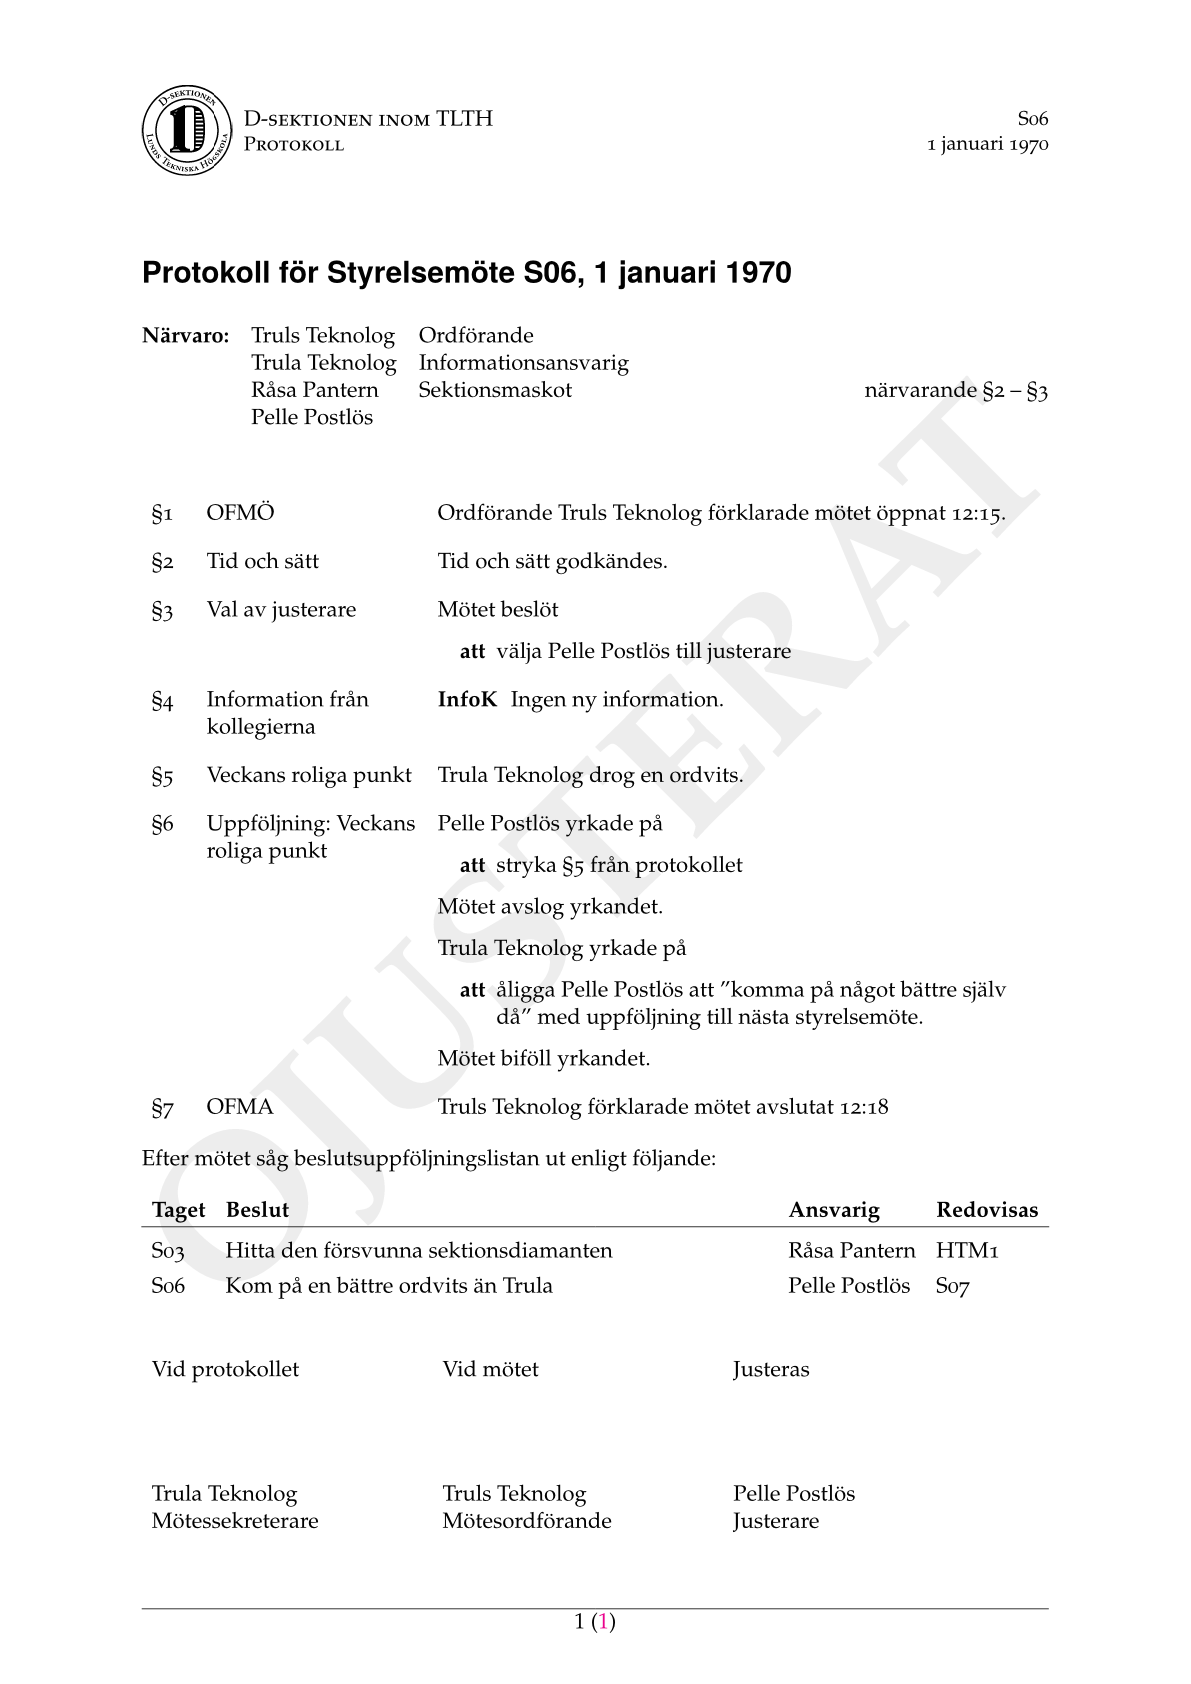 D-SEKTIONEN
LUNDS TEKNISKA HÖGSKOLA
D
D-SEKTIONEN INOM TLTH
PROTOKOLL
S06
1 januari 1970
Protokoll för Styrelsemöte S06, 1 januari 1970
Närvaro: Truls Teknolog Ordförande
Trula Teknolog Informationsansvarig
Råsa Pantern Sektionsmaskot närvarande §2 – §3
Pelle Postlös
§1 OFMÖ Ordförande Truls Teknolog förklarade mötet öppnat 12:15.
§2 Tid och sätt Tid och sätt godkändes.
§3 Val av justerare Mötet beslöt
att välja Pelle Postlös till justerare
§4 Information från InfoK Ingen ny information.
kollegierna
§5 Veckans roliga punkt Trula Teknolog drog en ordvits.
§6 Uppföljning: Veckans Pelle Postlös yrkade på
roliga punkt
att stryka §5 från protokollet
Mötet avslog yrkandet.
Trula Teknolog yrkade på
att åligga Pelle Postlös att ”komma på något bättre själv
då” med uppföljning till nästa styrelsemöte.
Mötet biföll yrkandet.
§7 OFMA Truls Teknolog förklarade mötet avslutat 12:18
Efter mötet såg beslutsuppföljningslistan ut enligt följande:
Taget Beslut Ansvarig Redovisas
S03 Hitta den försvunna sektionsdiamanten Råsa Pantern HTM1
S06 Kom på en bättre ordvits än Trula Pelle Postlös S07
Vid protokollet Vid mötet Justeras
Trula Teknolog Truls Teknolog Pelle Postlös
Mötessekreterare Mötesordförande Justerare
1 (1)
OJUSTERAT